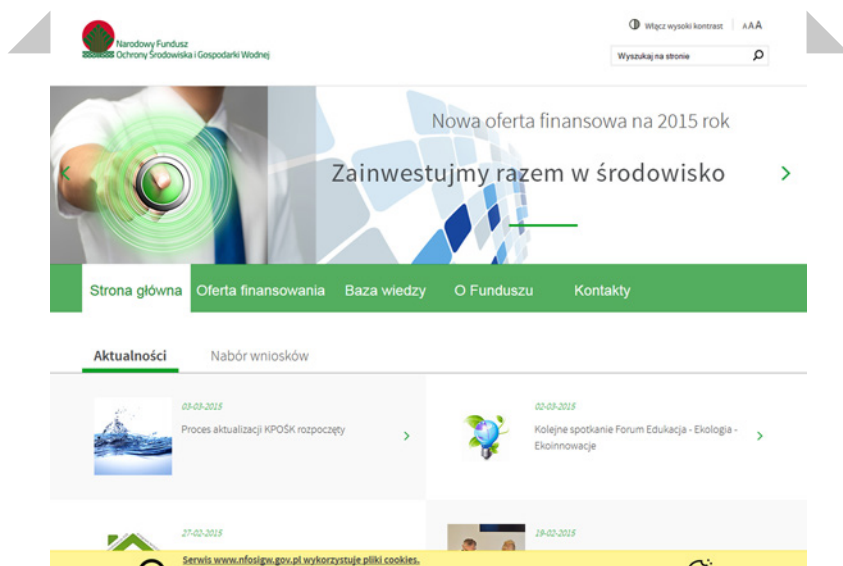 Narodowy Fundusz
Ochrony Środowiska i Gospodarki Wodnej
Włącz wysoki kontrast
AAA
Wyszukaj na stronie
Nowa oferta finansowa na 2015 rok
Zainwestujmy razem w środowisko
Strona główna Oferta finansowania Baza wiedzy O Funduszu Kontakty
Aktualności Nabór wniosków
03-03-2015
Proces aktualizacji KPOŚK rozpoczęty
02-03-2015
Kolejne spotkanie Forum Edukacja - Ekologia -
Ekoinnowacje
27-02-2015
19-02-2015
Serwis www.nfosigw.gov.pl wykorzystuje pliki cookies.